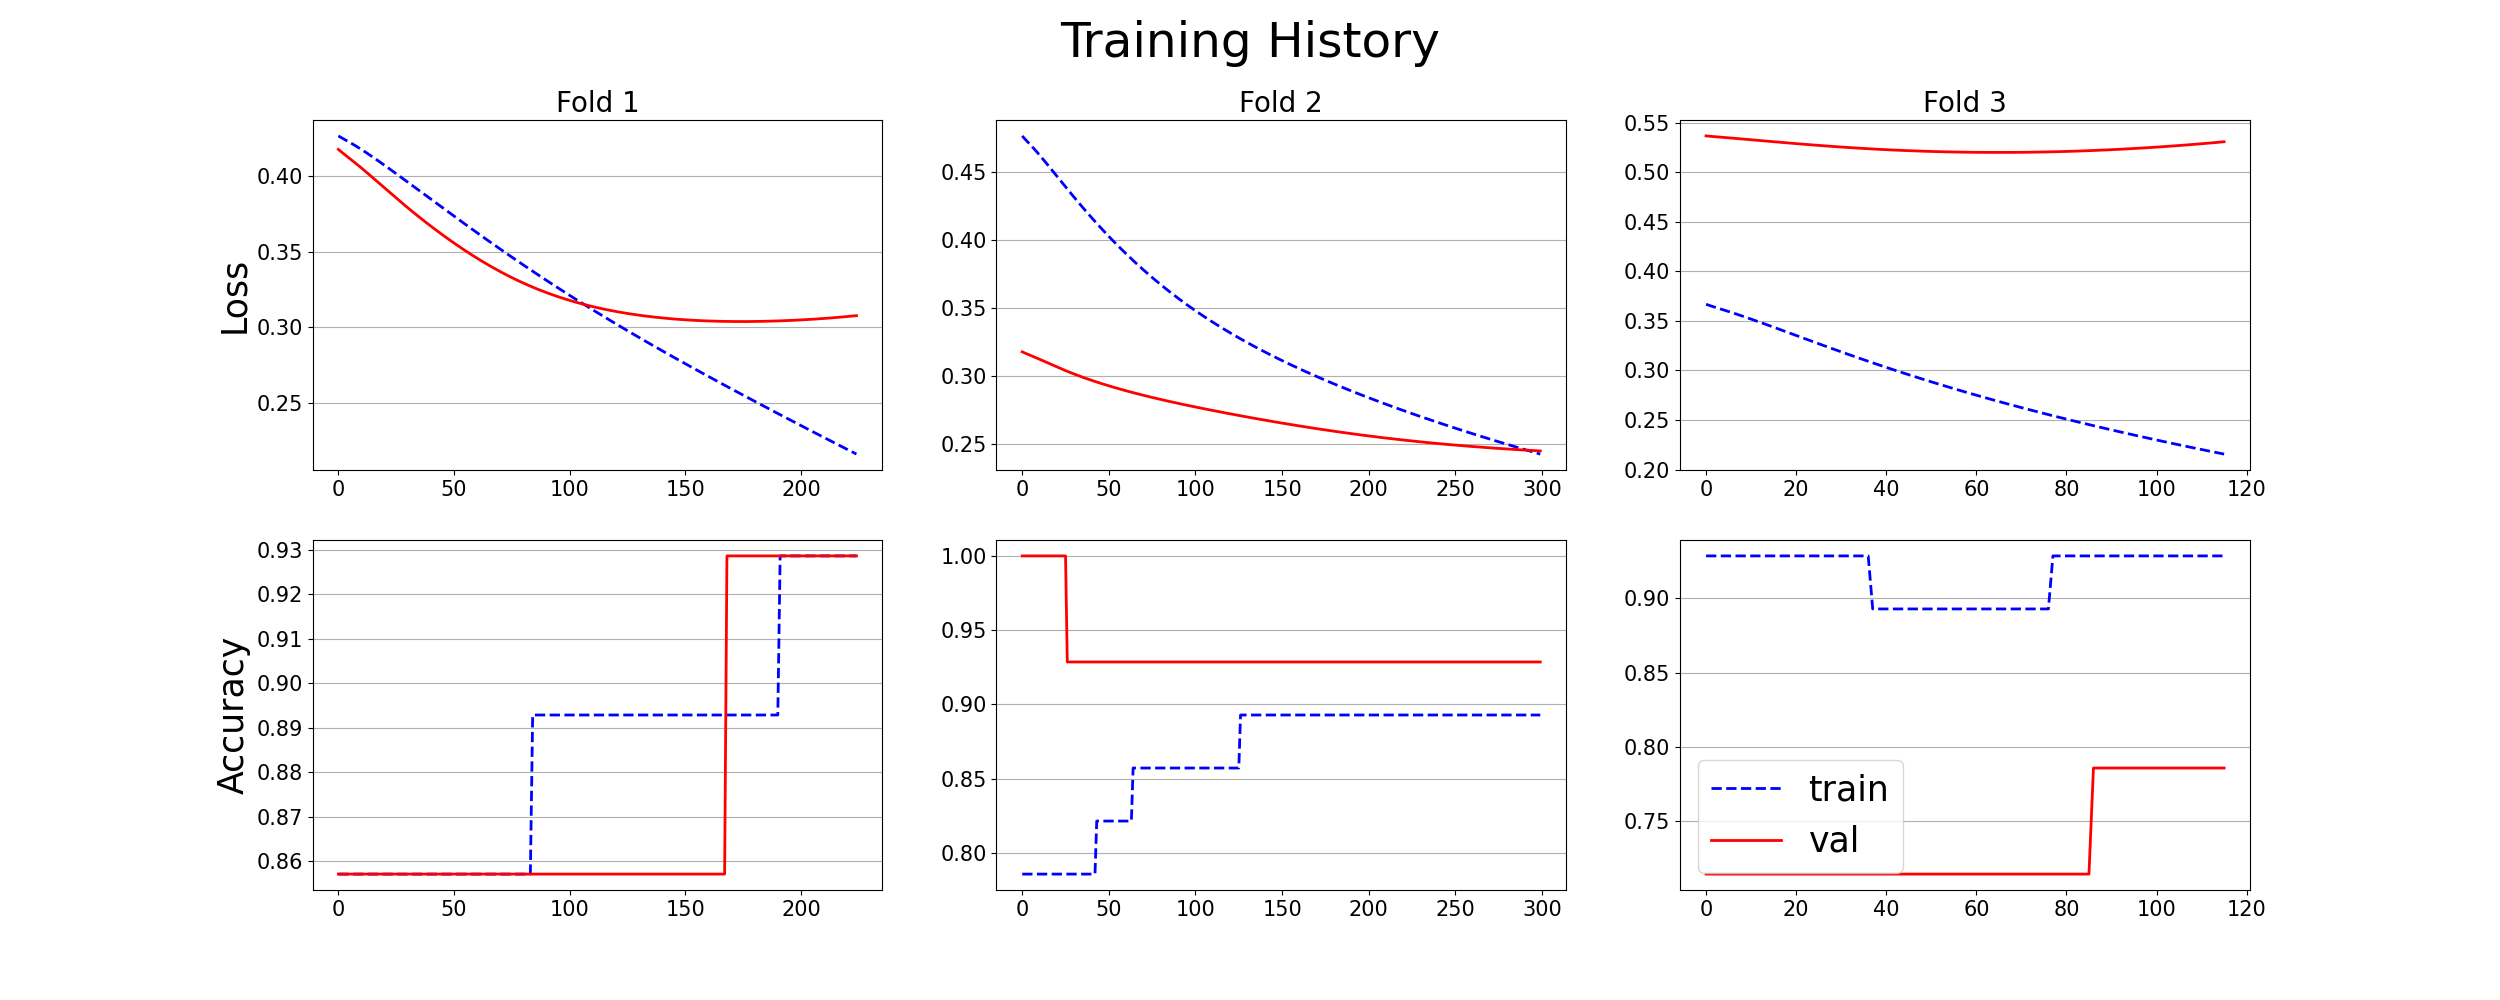 Training History
Fold 1
Fold 2
Fold 3
Loss
0.40
0.35
0.30
0.25
0 50 100 150 200
0.45
0.40
0.35
0.30
0.25
0 50 100 150 200 250 300
0.55
0.50
0.45
0.40
0.35
0.30
0.25
0.20
0 20 40 60 80 100 120
Accuracy
0.93
0.92
0.91
0.90
0.89
0.88
0.87
0.86
0 50 100 150 200
1.00
0.95
0.90
0.85
0.80
0 50 100 150 200 250 300
0.90
0.85
0.80
0.75
train
val
0 20 40 60 80 100 120